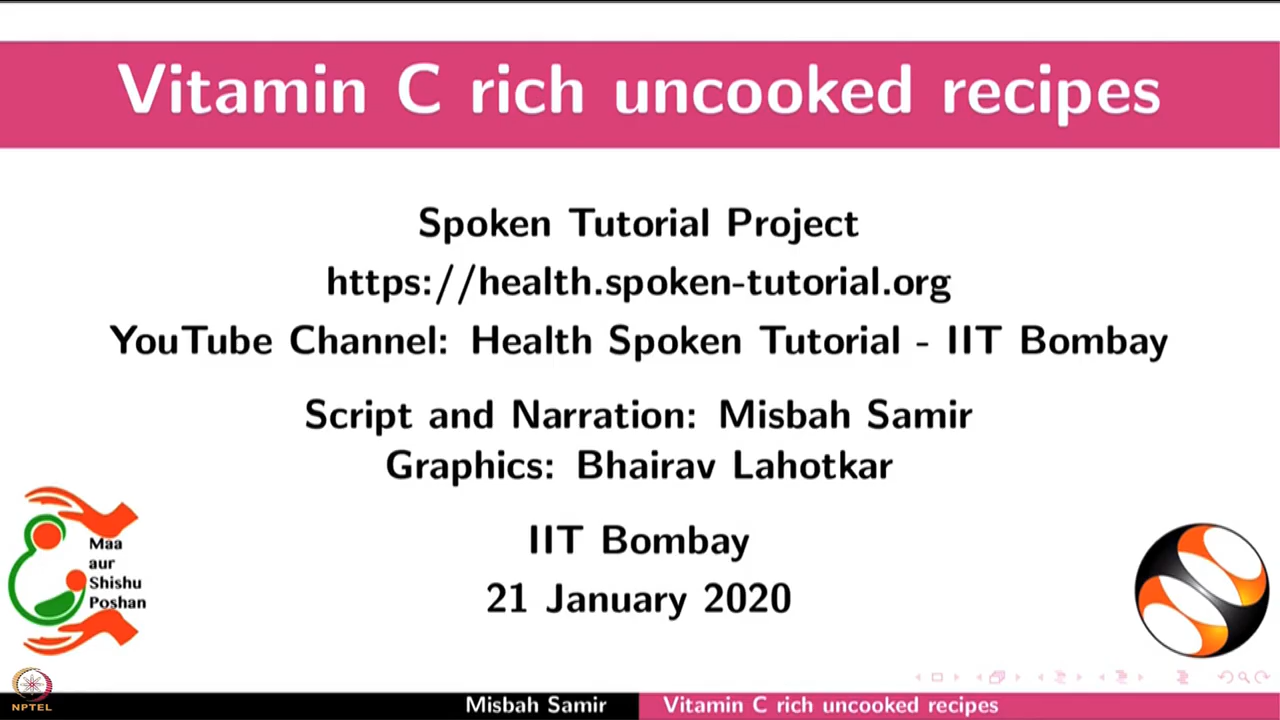 Vitamin C rich uncooked recipes
Spoken Tutorial Project
https://health.spoken-tutorial.org
YouTube Channel: Health Spoken Tutorial - IIT Bombay
Script and Narration: Misbah Samir
Graphics: Bhairav Lahotkar
IIT Bombay
21 January 2020
Maa
aur
Shishu
Poshan
NPTEL
Misbah Samir
Vitamin C rich uncooked recipes